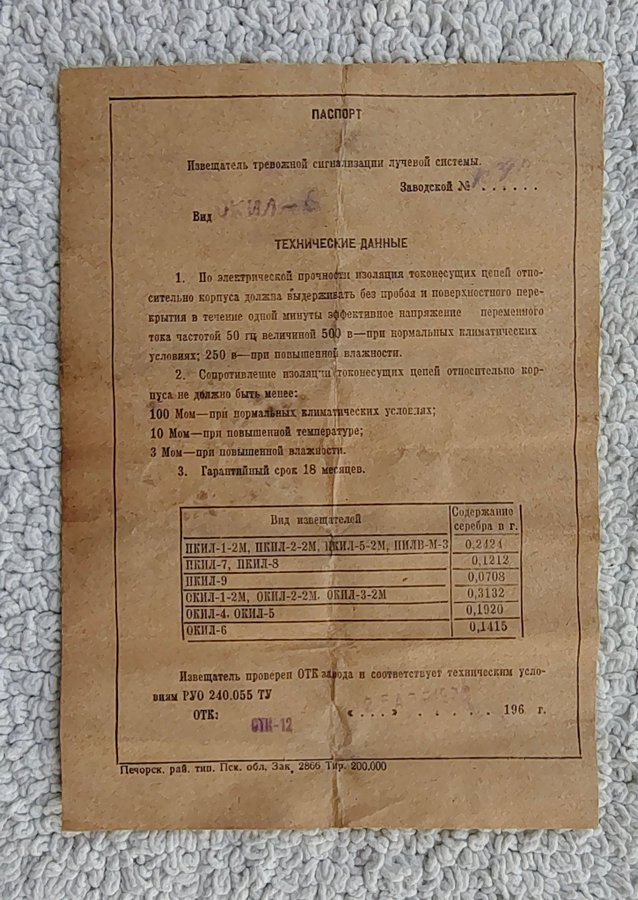 ПАСПОРТ
Извещатель тревожной сигнализации лучевой системы.
Заводской № . . . . . .
Вид ОКИЛ-
ТЕХНИЧЕСКИЕ ДАННЫЕ
1. По электрической прочности изоляция токонесущих цепей отно-
сительно корпуса должна выдерживать без пробоя и поверхностного пере-
крытия в течение одной минуты эффективное напряжение переменного
тока частотой 50 гц величиной 500 в—при нормальных климатических
условиях; 250 в—при повышенной влажности.
2. Сопротивление изоляции токонесущих цепей относительно кор-
пуса не должно быть менее:
100 Мом—при нормальных климатических условиях;
10 Мом—при повышенной температуре;
3 Мом—при повышенной влажности.
3. Гарантийный срок 18 месяцев.
Вид извещателей Содержание серебра в г.
ПКИЛ-1-2М, ПКИЛ-2-2М, ПКИЛ-5-2М, ПИЛВ-М-3 0,2424
ПКИЛ-7, ПКИЛ-8 0,1212
ПКИЛ-9 0,0708
ОКИЛ-1-2М, ОКИЛ-2-2М, ОКИЛ-3-2М 0,3132
ОКИЛ-4, ОКИЛ-5 0,1920
ОКИЛ-6 0,1415
Извещатель проверен ОТК завода и соответствует техническим усло-
виям РУО 240.055 ТУ
ОТК: « . . . » . . . . . . 196 г.
ОТК-12
Печорск. рай. тип. Пск. обл. Зак. 2866 Тир. 200.000